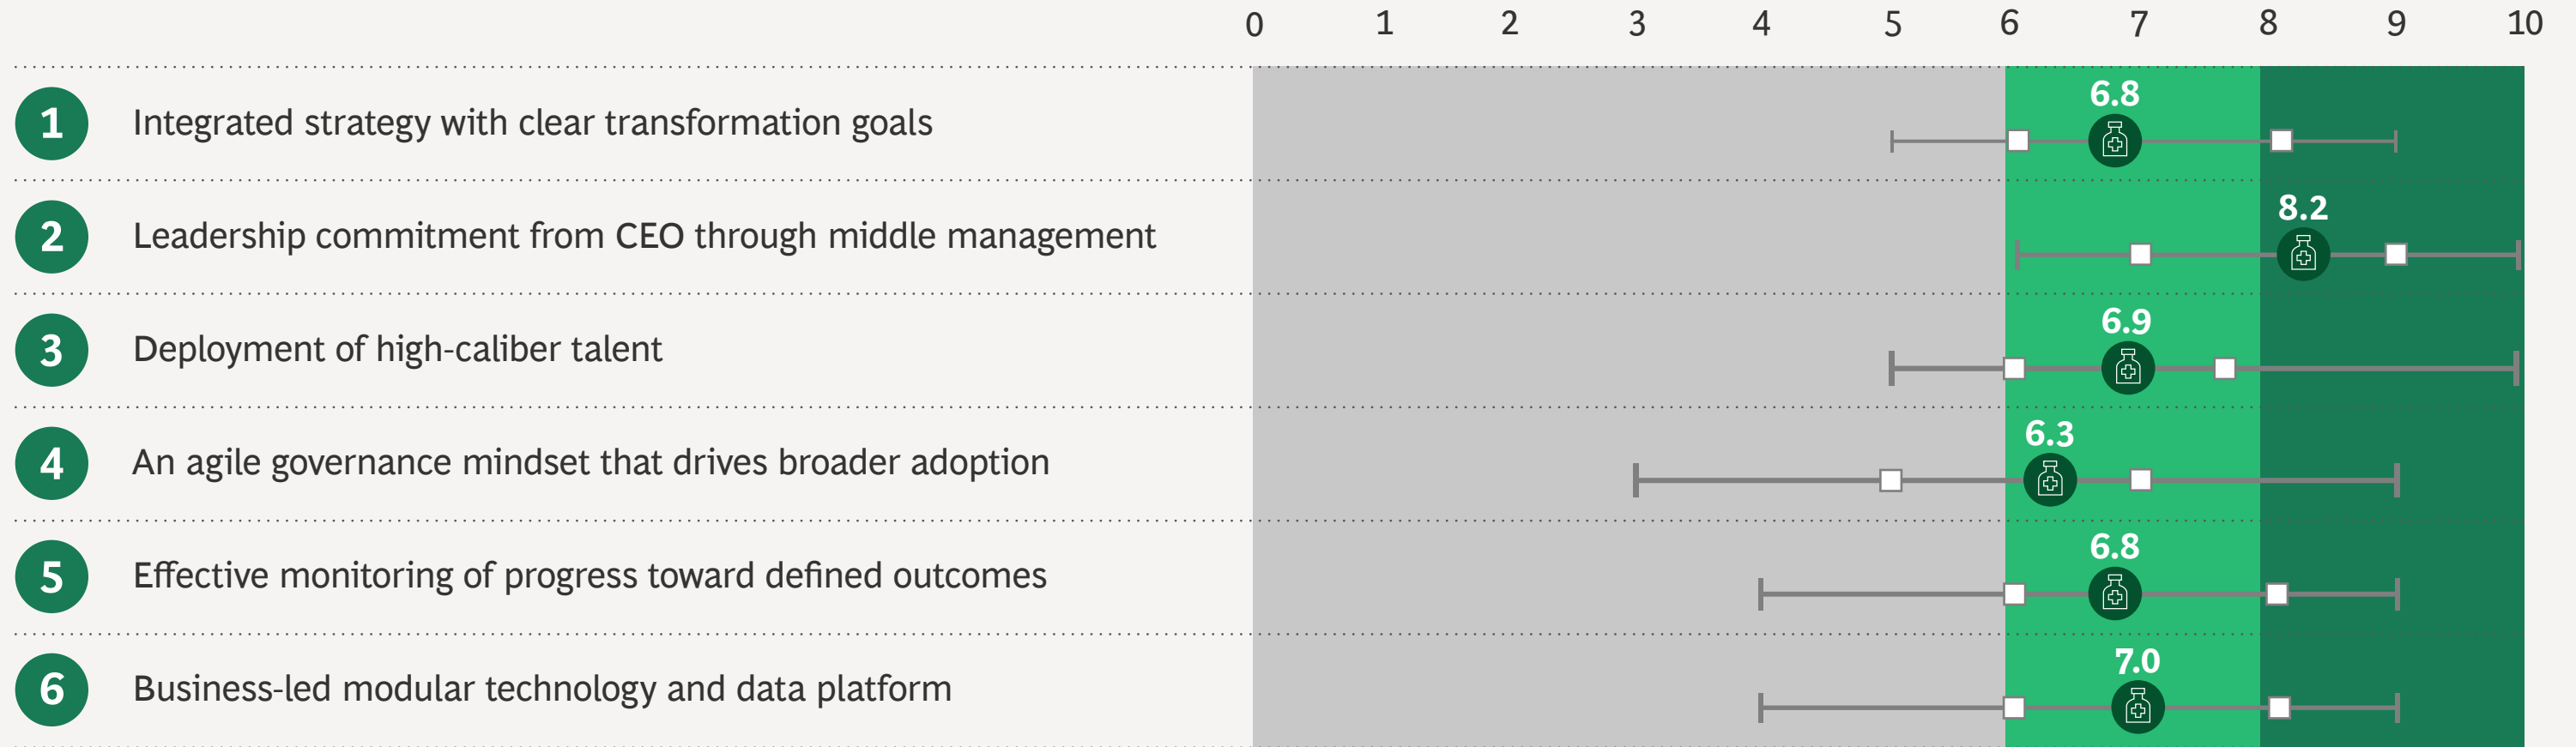 0 1 2 3 4 5 6 7 8 9 10
1 Integrated strategy with clear transformation goals 6.8
2 Leadership commitment from CEO through middle management 8.2
3 Deployment of high-caliber talent 6.9
4 An agile governance mindset that drives broader adoption 6.3
5 Effective monitoring of progress toward defined outcomes 6.8
6 Business-led modular technology and data platform 7.0